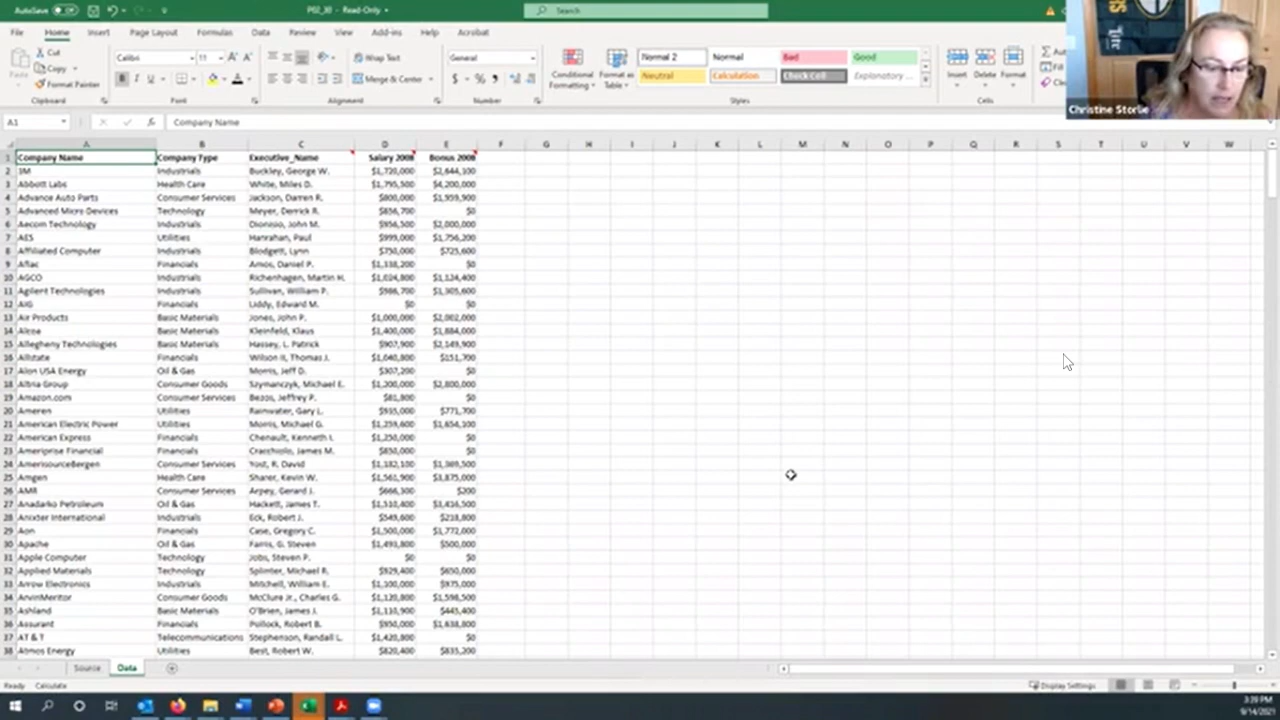 AutoSave Off P02_30 - Read-Only Search
File Home Insert Page Layout Formulas Data Review View Add-ins Help Acrobat
Cut Calibri 11 Wrap Text General Normal 2 Normal Bad Good
Copy Neutral Calculation Check Cell Explanatory ...
Paste Format Painter Merge & Center Conditional Formatting Format as Table Insert Delete Format
Clipboard Font Alignment Number Styles Cells
Christine Storlie
A1 Company Name
A B C D E F G H I J K L M N O P Q R S T U V W
1 Company Name Company Type Executive_Name Salary 2008 Bonus 2008
2 3M Industrials Buckley, George W. $1,720,000 $2,644,100
3 Abbott Labs Health Care White, Miles D. $1,795,500 $4,200,000
4 Advance Auto Parts Consumer Services Jackson, Darren R. $800,000 $1,959,900
5 Advanced Micro Devices Technology Meyer, Derrick R. $856,700 $0
6 Aecom Technology Industrials Dionisio, John M. $956,500 $2,000,000
7 AES Utilities Hanrahan, Paul $999,000 $1,756,200
8 Affiliated Computer Industrials Blodgett, Lynn $750,000 $725,600
9 Aflac Financials Amos, Daniel P. $1,338,200 $0
10 AGCO Industrials Richenhagen, Martin H. $1,024,800 $1,124,400
11 Agilent Technologies Industrials Sullivan, William P. $986,700 $1,305,600
12 AIG Financials Liddy, Edward M. $0 $0
13 Air Products Basic Materials Jones, John P. $1,000,000 $2,002,000
14 Alcoa Basic Materials Kleinfeld, Klaus $1,400,000 $1,884,000
15 Allegheny Technologies Basic Materials Hassey, L. Patrick $907,900 $2,149,900
16 Allstate Financials Wilson II, Thomas J. $1,040,800 $151,700
17 Alon USA Energy Oil & Gas Morris, Jeff D. $307,200 $0
18 Altria Group Consumer Goods Szymanczyk, Michael E. $1,200,000 $2,800,000
19 Amazon.com Consumer Services Bezos, Jeffrey P. $81,800 $0
20 Ameren Utilities Rainwater, Gary L. $935,000 $771,700
21 American Electric Power Utilities Morris, Michael G. $1,259,600 $1,654,100
22 American Express Financials Chenault, Kenneth I. $1,250,000 $0
23 Ameriprise Financial Financials Cracchiolo, James M. $850,000 $0
24 AmerisourceBergen Consumer Services Yost, R. David $1,182,100 $1,369,500
25 Amgen Health Care Sharer, Kevin W. $1,561,900 $3,875,000
26 AMR Consumer Services Arpey, Gerard J. $666,300 $200
27 Anadarko Petroleum Oil & Gas Hackett, James T. $1,510,400 $3,416,500
28 Anixter International Industrials Eck, Robert J. $549,600 $218,800
29 Aon Financials Case, Gregory C. $1,500,000 $1,772,000
30 Apache Oil & Gas Farris, G. Steven $1,493,800 $500,000
31 Apple Computer Technology Jobs, Steven P. $0 $0
32 Applied Materials Technology Splinter, Michael R. $929,400 $650,000
33 Arrow Electronics Industrials Mitchell, William E. $1,100,000 $975,000
34 ArvinMeritor Consumer Goods McClure Jr., Charles G. $1,120,800 $1,598,500
35 Ashland Basic Materials O'Brien, James J. $1,110,900 $445,400
36 Assurant Financials Pollock, Robert B. $950,000 $1,638,800
37 AT & T Telecommunications Stephenson, Randall L. $1,420,800 $0
38 Atmos Energy Utilities Best, Robert W. $820,400 $835,200
Source Data
Ready Calculate Display Settings
3:39 PM
9/14/2021